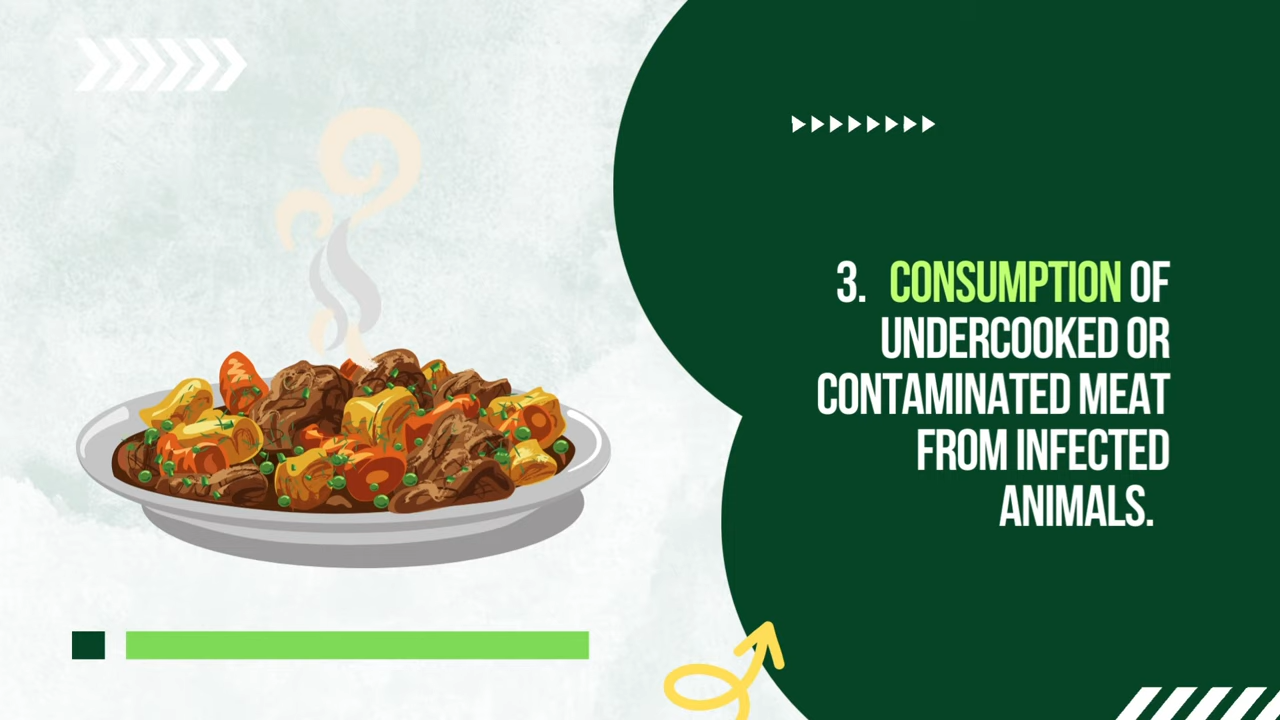 3. CONSUMPTION OF
UNDERCOOKED OR
CONTAMINATED MEAT
FROM INFECTED
ANIMALS.